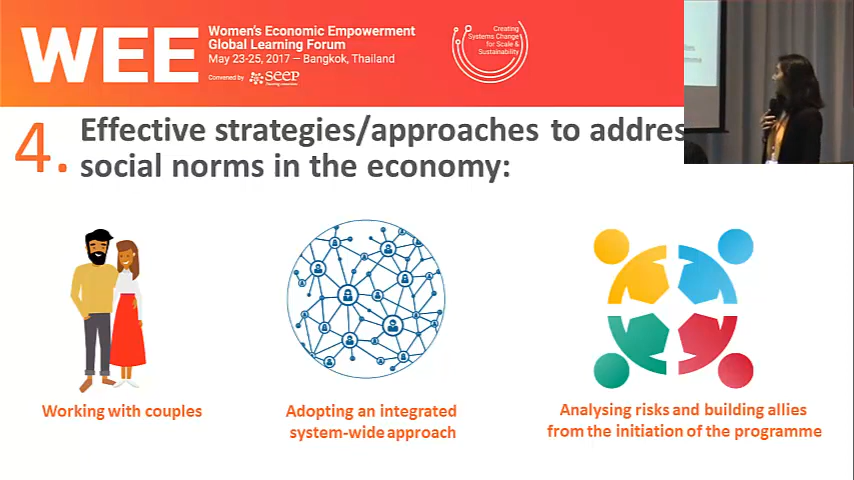 WEE
Women's Economic Empowerment
Global Learning Forum
May 23-25, 2017 – Bangkok, Thailand
Convened by SEEP
Creating
Systems Change
for Scale &
Sustainability
4. Effective strategies/approaches to addres
social norms in the economy:
Working with couples
Adopting an integrated
system-wide approach
Analysing risks and building allies
from the initiation of the programme